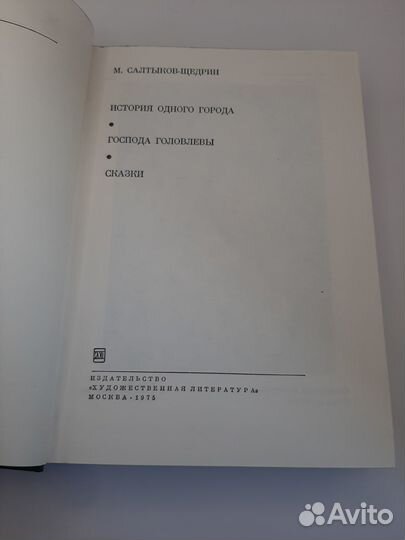 М. САЛТЫКОВ-ЩЕДРИН
ИСТОРИЯ ОДНОГО ГОРОДА
•
ГОСПОДА ГОЛОВЛЕВЫ
•
СКАЗКИ
ИЗДАТЕЛЬСТВО
«ХУДОЖЕСТВЕННАЯ ЛИТЕРАТУРА»
МОСКВА · 1975
Avito